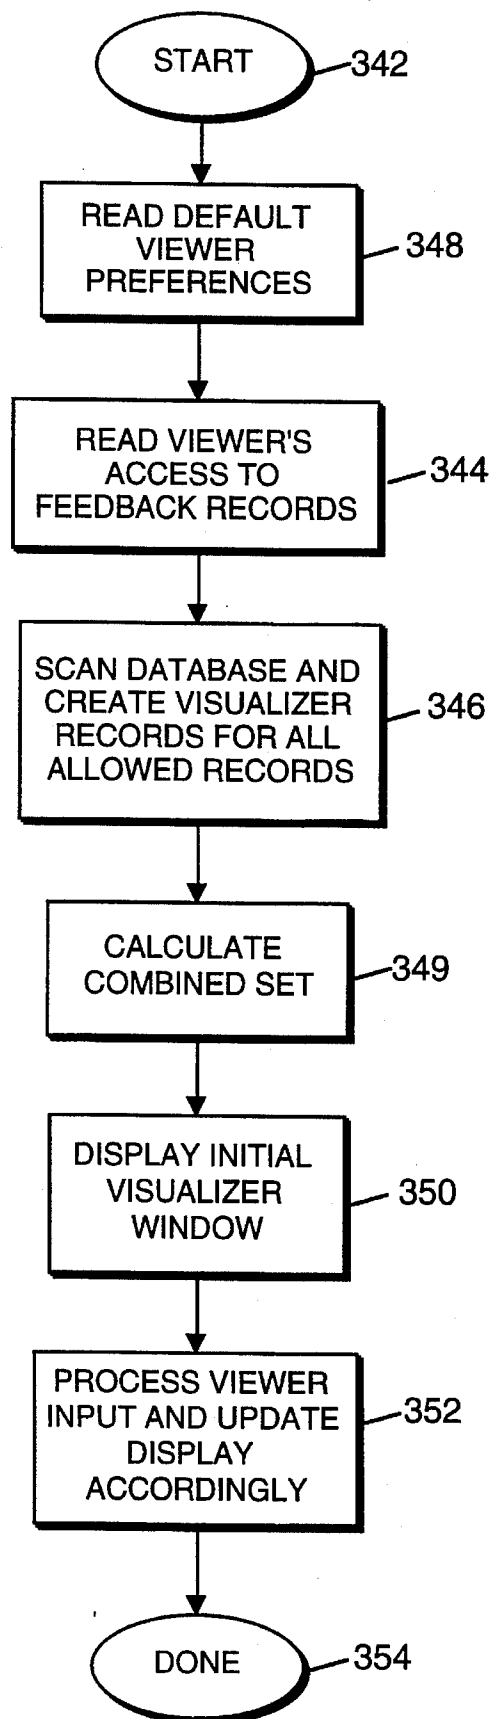 START
342
READ DEFAULT
VIEWER
PREFERENCES
348
READ VIEWER'S
ACCESS TO
FEEDBACK RECORDS
344
SCAN DATABASE AND
CREATE VISUALIZER
RECORDS FOR ALL
ALLOWED RECORDS
346
CALCULATE
COMBINED SET
349
DISPLAY INITIAL
VISUALIZER
WINDOW
350
PROCESS VIEWER
INPUT AND UPDATE
DISPLAY
ACCORDINGLY
352
DONE
354